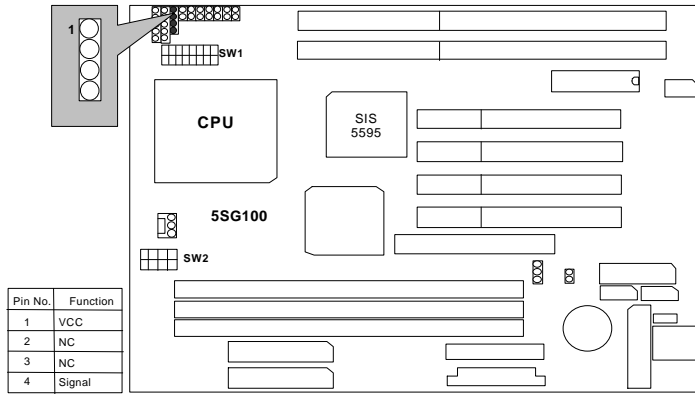 1
SW1
CPU
SIS
5595
5SG100
SW2
Pin No. Function
1 VCC
2 NC
3 NC
4 Signal